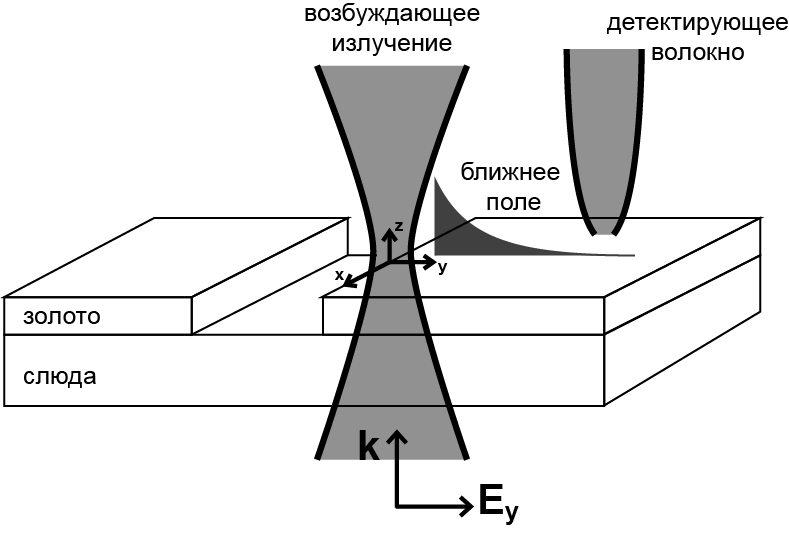 возбуждающее
излучение
детектирующее
волокно
ближнее
поле
z
y
x
золото
слюда
k
Ey